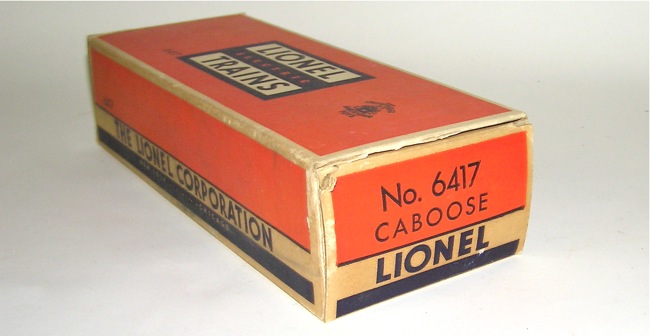 LIONEL
ELECTRIC
TRAINS
THE LIONEL CORPORATION
No. 6417
CABOOSE
LIONEL